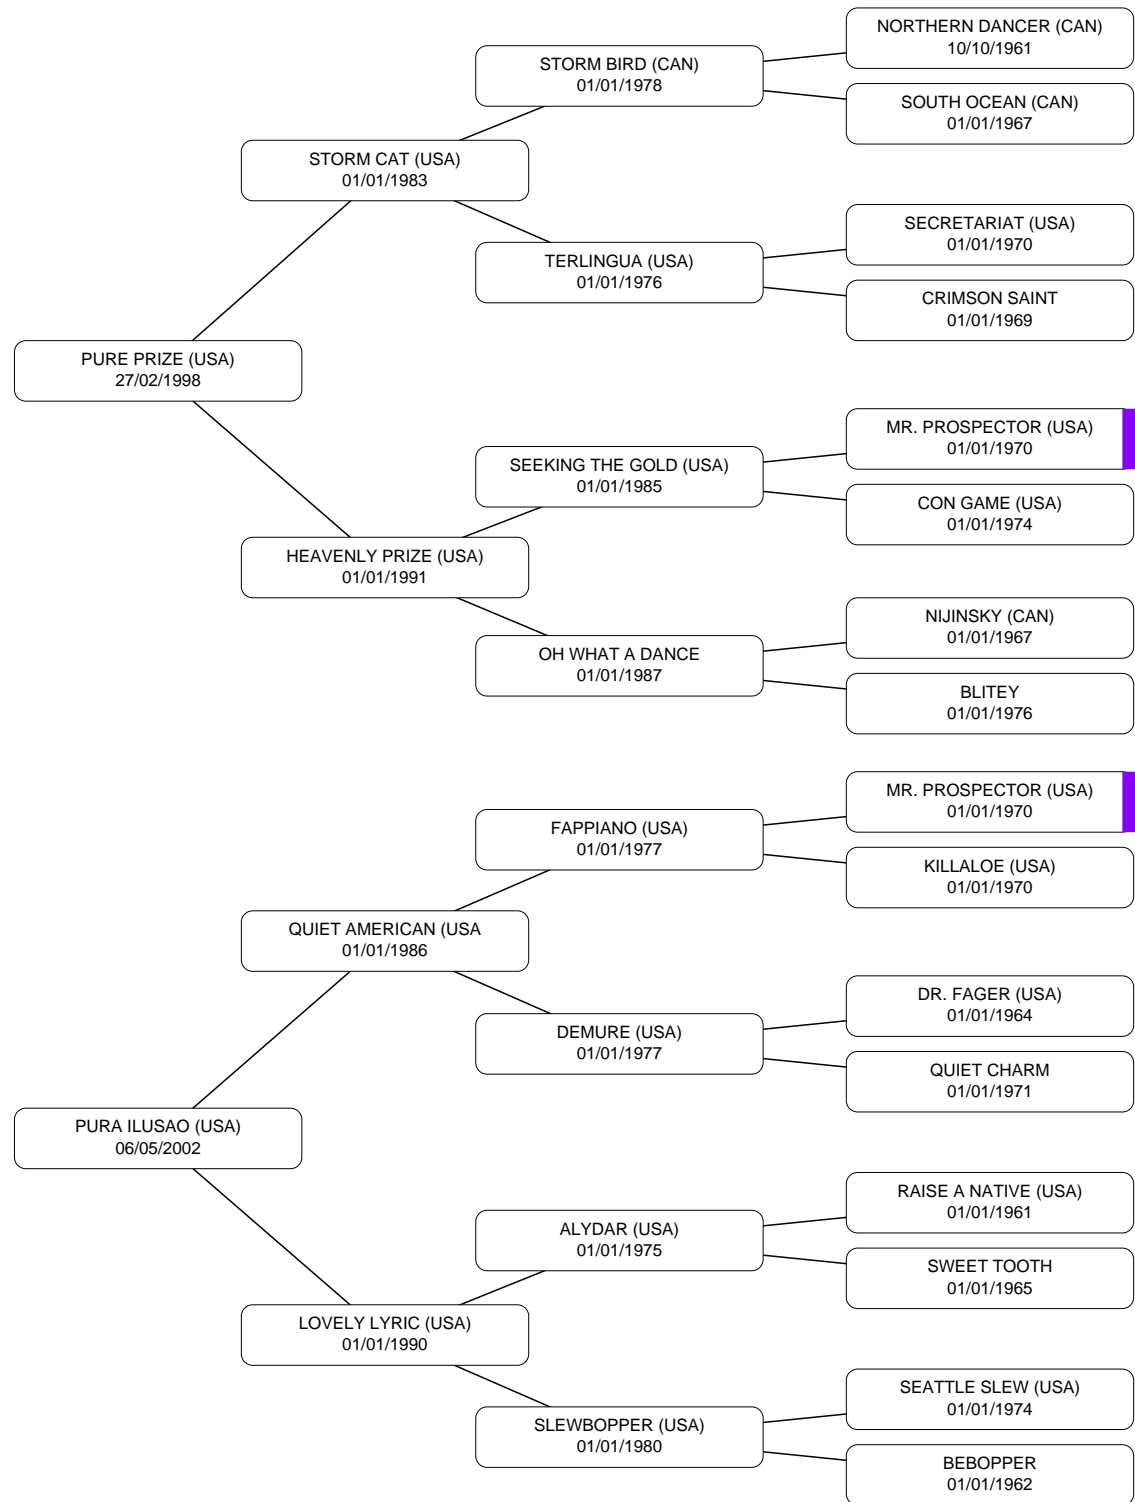 NORTHERN DANCER (CAN)
10/10/1961
STORM BIRD (CAN)
01/01/1978
SOUTH OCEAN (CAN)
01/01/1967
STORM CAT (USA)
01/01/1983
SECRETARIAT (USA)
01/01/1970
TERLINGUA (USA)
01/01/1976
CRIMSON SAINT
01/01/1969
PURE PRIZE (USA)
27/02/1998
MR. PROSPECTOR (USA)
01/01/1970
SEEKING THE GOLD (USA)
01/01/1985
CON GAME (USA)
01/01/1974
HEAVENLY PRIZE (USA)
01/01/1991
NIJINSKY (CAN)
01/01/1967
OH WHAT A DANCE
01/01/1987
BLITEY
01/01/1976
MR. PROSPECTOR (USA)
01/01/1970
FAPPIANO (USA)
01/01/1977
KILLALOE (USA)
01/01/1970
QUIET AMERICAN (USA
01/01/1986
DR. FAGER (USA)
01/01/1964
DEMURE (USA)
01/01/1977
QUIET CHARM
01/01/1971
PURA ILUSAO (USA)
06/05/2002
RAISE A NATIVE (USA)
01/01/1961
ALYDAR (USA)
01/01/1975
SWEET TOOTH
01/01/1965
LOVELY LYRIC (USA)
01/01/1990
SEATTLE SLEW (USA)
01/01/1974
SLEWBOPPER (USA)
01/01/1980
BEBOPPER
01/01/1962